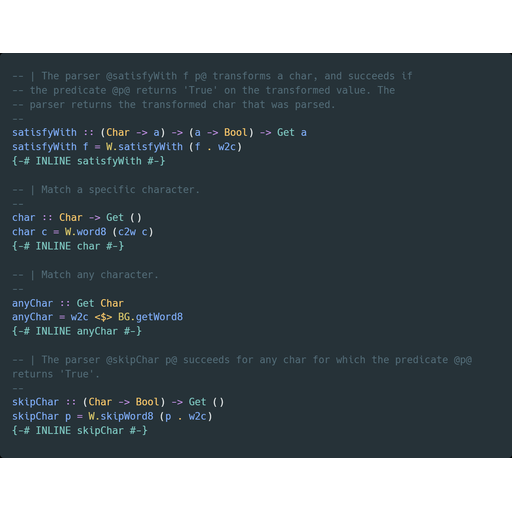 -- | The parser @satisfyWith f p@ transforms a char, and succeeds if
-- the predicate @p@ returns 'True' on the transformed value. The
-- parser returns the transformed char that was parsed.
--
satisfyWith :: (Char -> a) -> (a -> Bool) -> Get a
satisfyWith f = W.satisfyWith (f . w2c)
{-# INLINE satisfyWith #-}
-- | Match a specific character.
--
char :: Char -> Get ()
char c = W.word8 (c2w c)
{-# INLINE char #-}
-- | Match any character.
--
anyChar :: Get Char
anyChar = w2c <$> BG.getWord8
{-# INLINE anyChar #-}
-- | The parser @skipChar p@ succeeds for any char for which the predicate @p@
returns 'True'.
--
skipChar :: (Char -> Bool) -> Get ()
skipChar p = W.skipWord8 (p . w2c)
{-# INLINE skipChar #-}